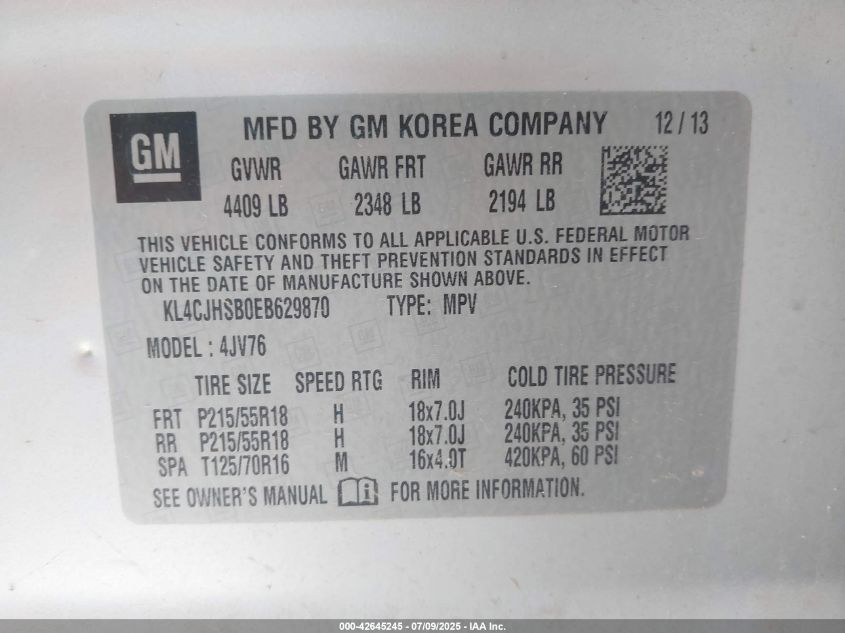 GM
MFD BY GM KOREA COMPANY 12/13
GVWR GAWR FRT GAWR RR
4409 LB 2348 LB 2194 LB
THIS VEHICLE CONFORMS TO ALL APPLICABLE U.S. FEDERAL MOTOR
VEHICLE SAFETY AND THEFT PREVENTION STANDARDS IN EFFECT
ON THE DATE OF MANUFACTURE SHOWN ABOVE.
KL4CJHSB0EB629870 TYPE: MPV
MODEL : 4JV76
TIRE SIZE SPEED RTG RIM COLD TIRE PRESSURE
FRT P215/55R18 H 18x7.0J 240KPA, 35 PSI
RR P215/55R18 H 18x7.0J 240KPA, 35 PSI
SPA T125/70R16 M 16x4.0T 420KPA, 60 PSI
SEE OWNER'S MANUAL FOR MORE INFORMATION.
000-42645245 - 07/09/2025 - IAA Inc.